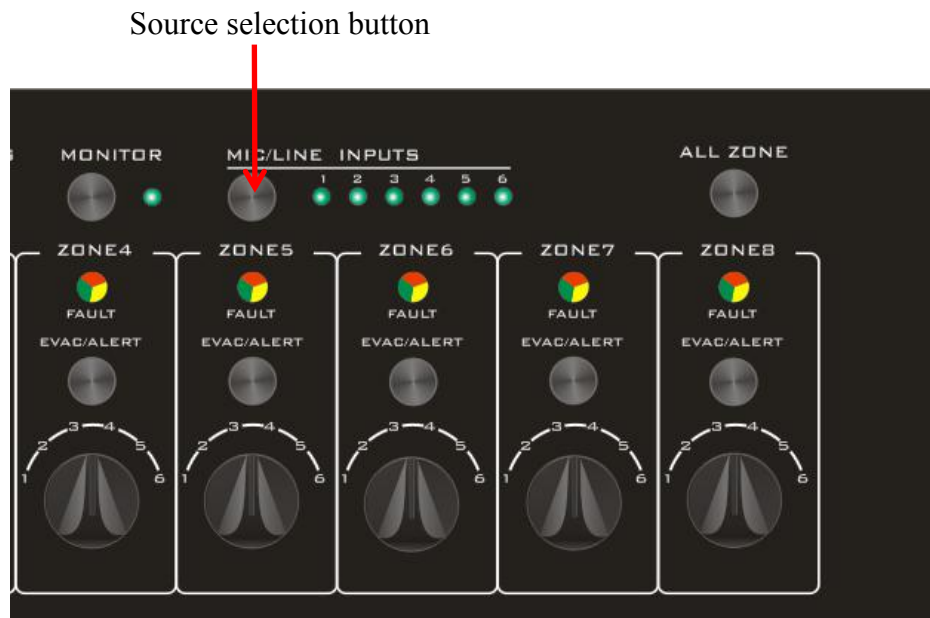 Source selection button
MONITOR
MIC/LINE INPUTS
ALL ZONE
1 2 3 4 5 6
ZONE4 ZONE5 ZONE6 ZONE7 ZONE8
FAULT FAULT FAULT FAULT FAULT
EVAC/ALERT EVAC/ALERT EVAC/ALERT EVAC/ALERT EVAC/ALERT
1 2 3 4 5 6 1 2 3 4 5 6 1 2 3 4 5 6 1 2 3 4 5 6 1 2 3 4 5 6